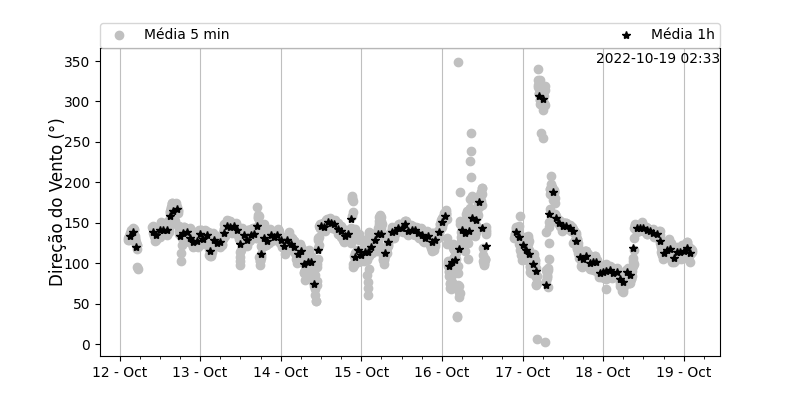 Média 5 min
Média 1h
2022-10-19 02:33
Direção do Vento (°)
350
300
250
200
150
100
50
0
12 - Oct
13 - Oct
14 - Oct
15 - Oct
16 - Oct
17 - Oct
18 - Oct
19 - Oct